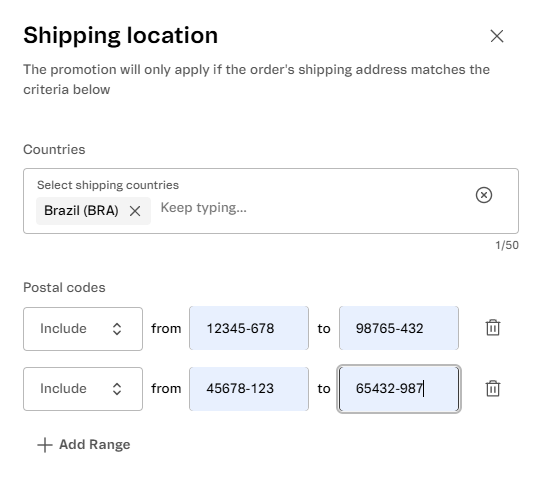 Shipping location
The promotion will only apply if the order's shipping address matches the
criteria below
Countries
Select shipping countries
Brazil (BRA) Keep typing...
1/50
Postal codes
Include from 12345-678 to 98765-432
Include from 45678-123 to 65432-987
Add Range